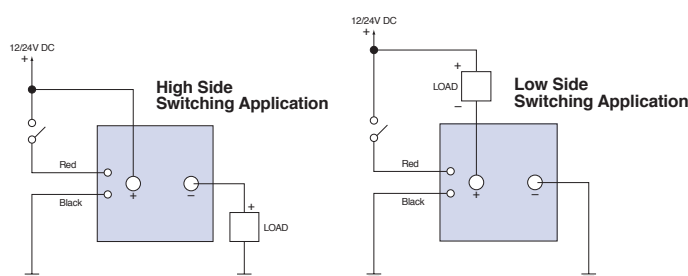 12/24V DC
+
High Side
Switching Application
Red
Black
+
−
+
LOAD
12/24V DC
+
+
LOAD
−
Low Side
Switching Application
Red
Black
+
−